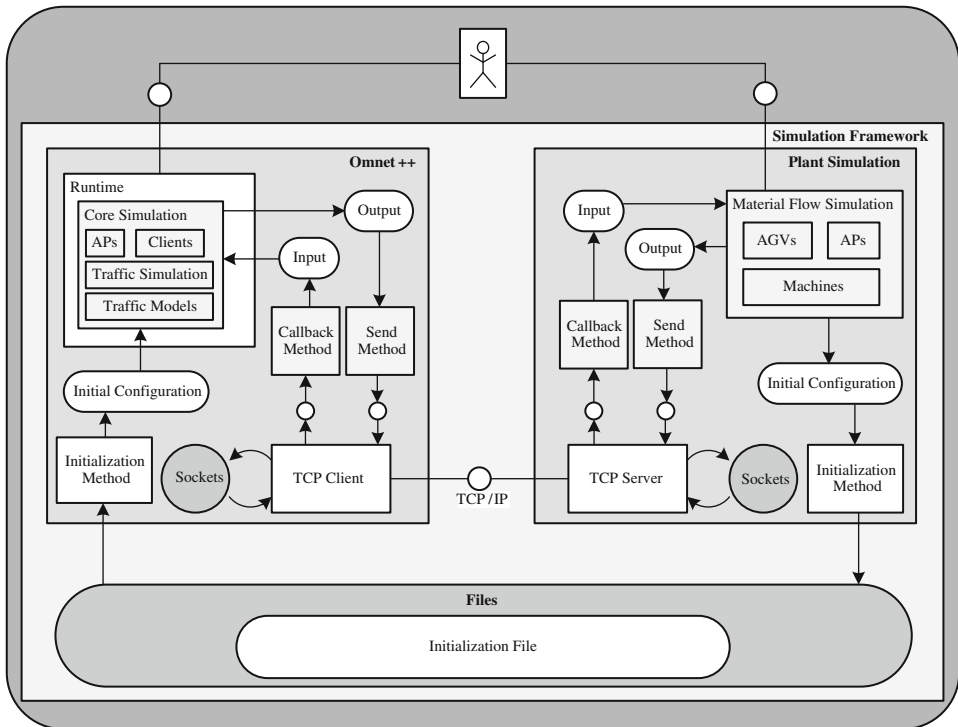 Simulation Framework
Omnet ++
Runtime
Core Simulation
APs
Clients
Traffic Simulation
Traffic Models
Output
Input
Callback
Method
Send
Method
Initial Configuration
Initialization
Method
Sockets
TCP Client
TCP / IP
Plant Simulation
Input
Material Flow Simulation
AGVs
APs
Machines
Output
Callback
Method
Send
Method
Initial Configuration
TCP Server
Sockets
Initialization
Method
Files
Initialization File